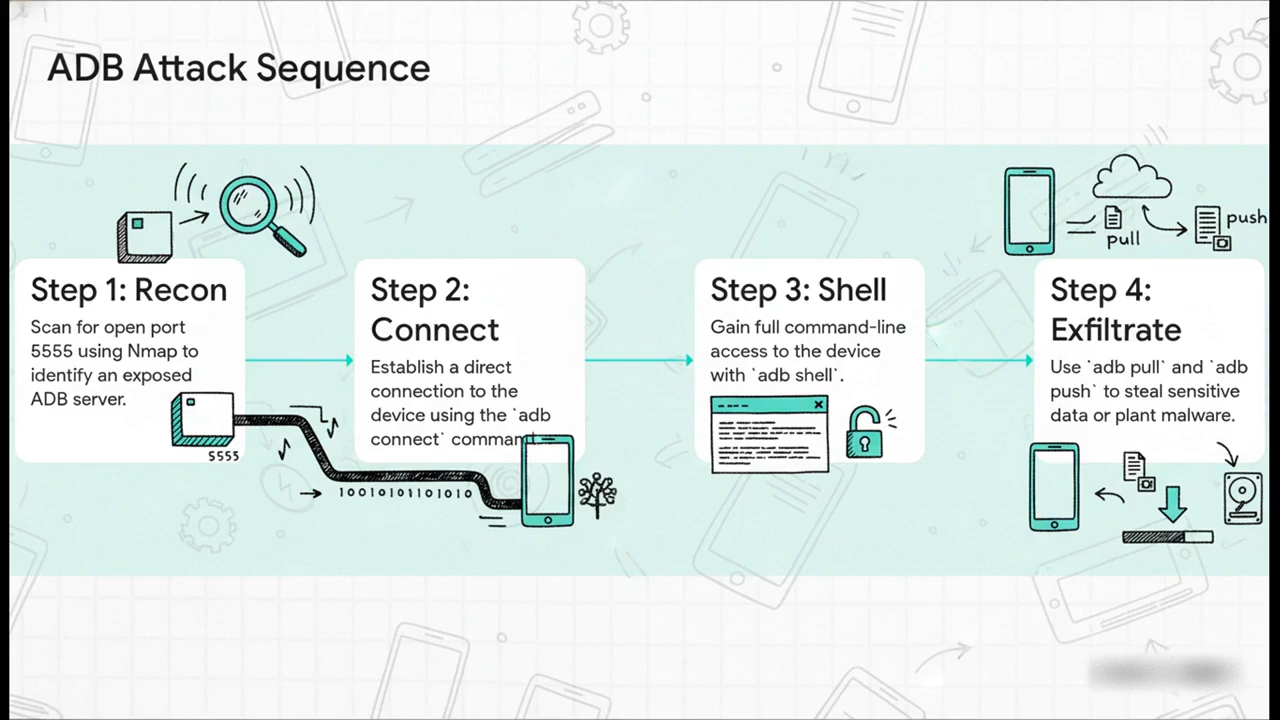 ADB Attack Sequence
Step 1: Recon
Scan for open port
5555 using Nmap to
identify an exposed
ADB server.
5555
Step 2:
Connect
Establish a direct
connection to the
device using the `adb
connect` command
10010101101010
Step 3: Shell
Gain full command-line
access to the device
with `adb shell`.
pull
push
Step 4:
Exfiltrate
Use `adb pull` and `adb
push` to steal sensitive
data or plant malware.